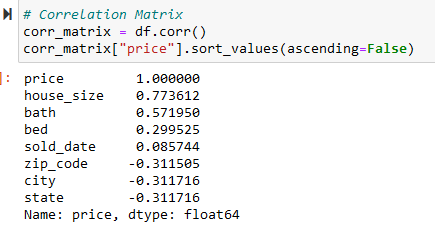 # Correlation Matrix
corr_matrix = df.corr()
corr_matrix["price"].sort_values(ascending=False)
: price 1.000000
house_size 0.773612
bath 0.571950
bed 0.299525
sold_date 0.085744
zip_code -0.311505
city -0.311716
state -0.311716
Name: price, dtype: float64